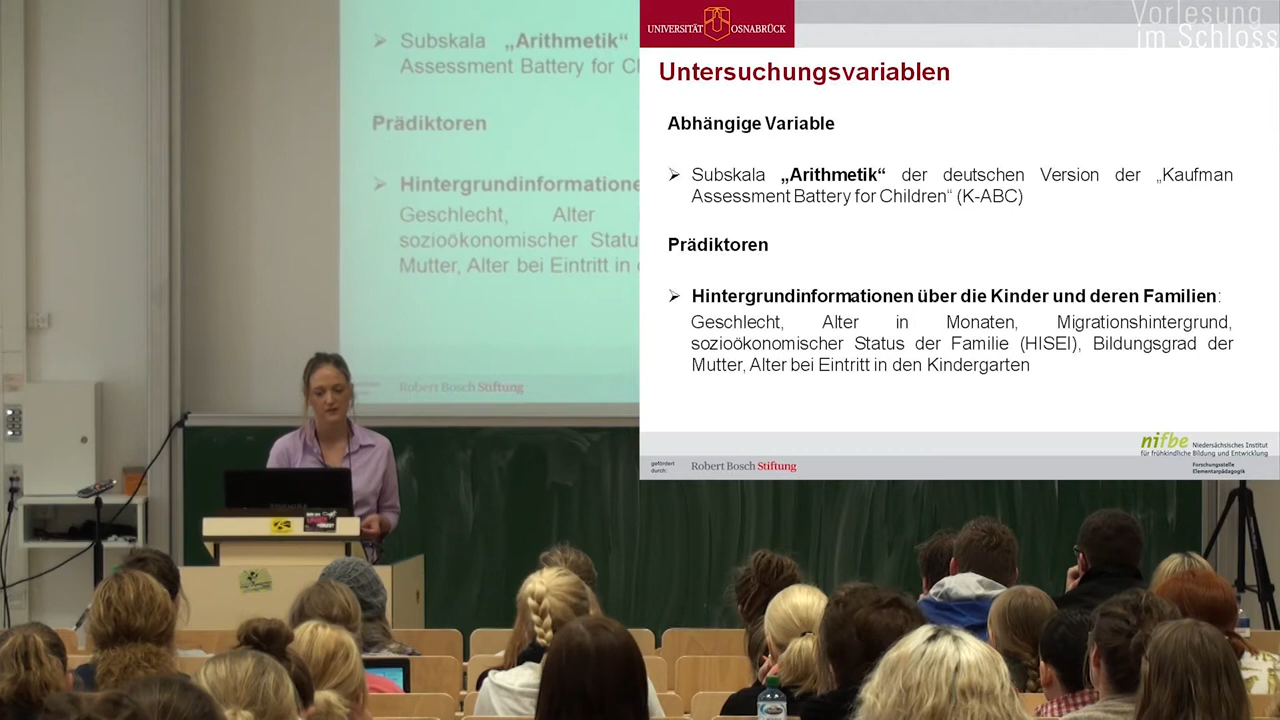 ➢ Subskala „Arithmetik“
Assessment Battery for
Prädiktoren
➢ Hintergrundinformatione
Geschlecht, Alter
sozioökonomischer Statu
Mutter, Alter bei Eintritt in
Robert Bosch Stiftung
UNIVERSITÄT OSNABRÜCK
Vorlesung
im Schloss
Untersuchungsvariablen
Abhängige Variable
➢ Subskala „Arithmetik“ der deutschen Version der „Kaufman
Assessment Battery for Children“ (K-ABC)
Prädiktoren
➢ Hintergrundinformationen über die Kinder und deren Familien:
Geschlecht, Alter in Monaten, Migrationshintergrund,
sozioökonomischer Status der Familie (HISEI), Bildungsgrad der
Mutter, Alter bei Eintritt in den Kindergarten
nifbe Niedersächsisches Institut
für frühkindliche Bildung und Entwicklung
Forschungsstelle
Elementarpädagogik
gefördert
durch:
Robert Bosch Stiftung